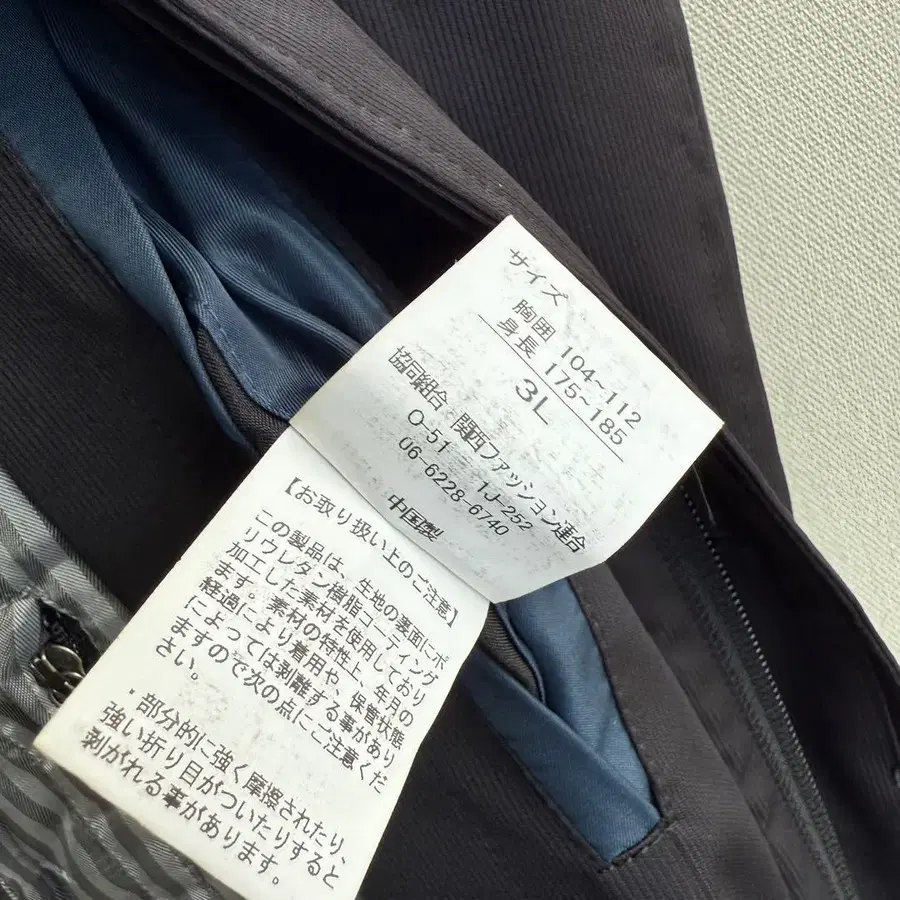 サイズ
胸囲 104~112
身長 175~185
3L
協同組合 関西ファッション連合
O-51 1J-252
06-6228-6740
中国製
【お取り扱い上のご注意】
この製品は、生地の裏面にポ
リウレタン樹脂コーティング
加工した素材を使用しており
ます。素材の特性上、年月の
経過により着用や、保管状態
によっては剥離する事があり
ますので次の点にご注意くだ
さい。
・部分的に強く摩擦されたり、
強い折り目がついたりすると
剥がれる事があります。